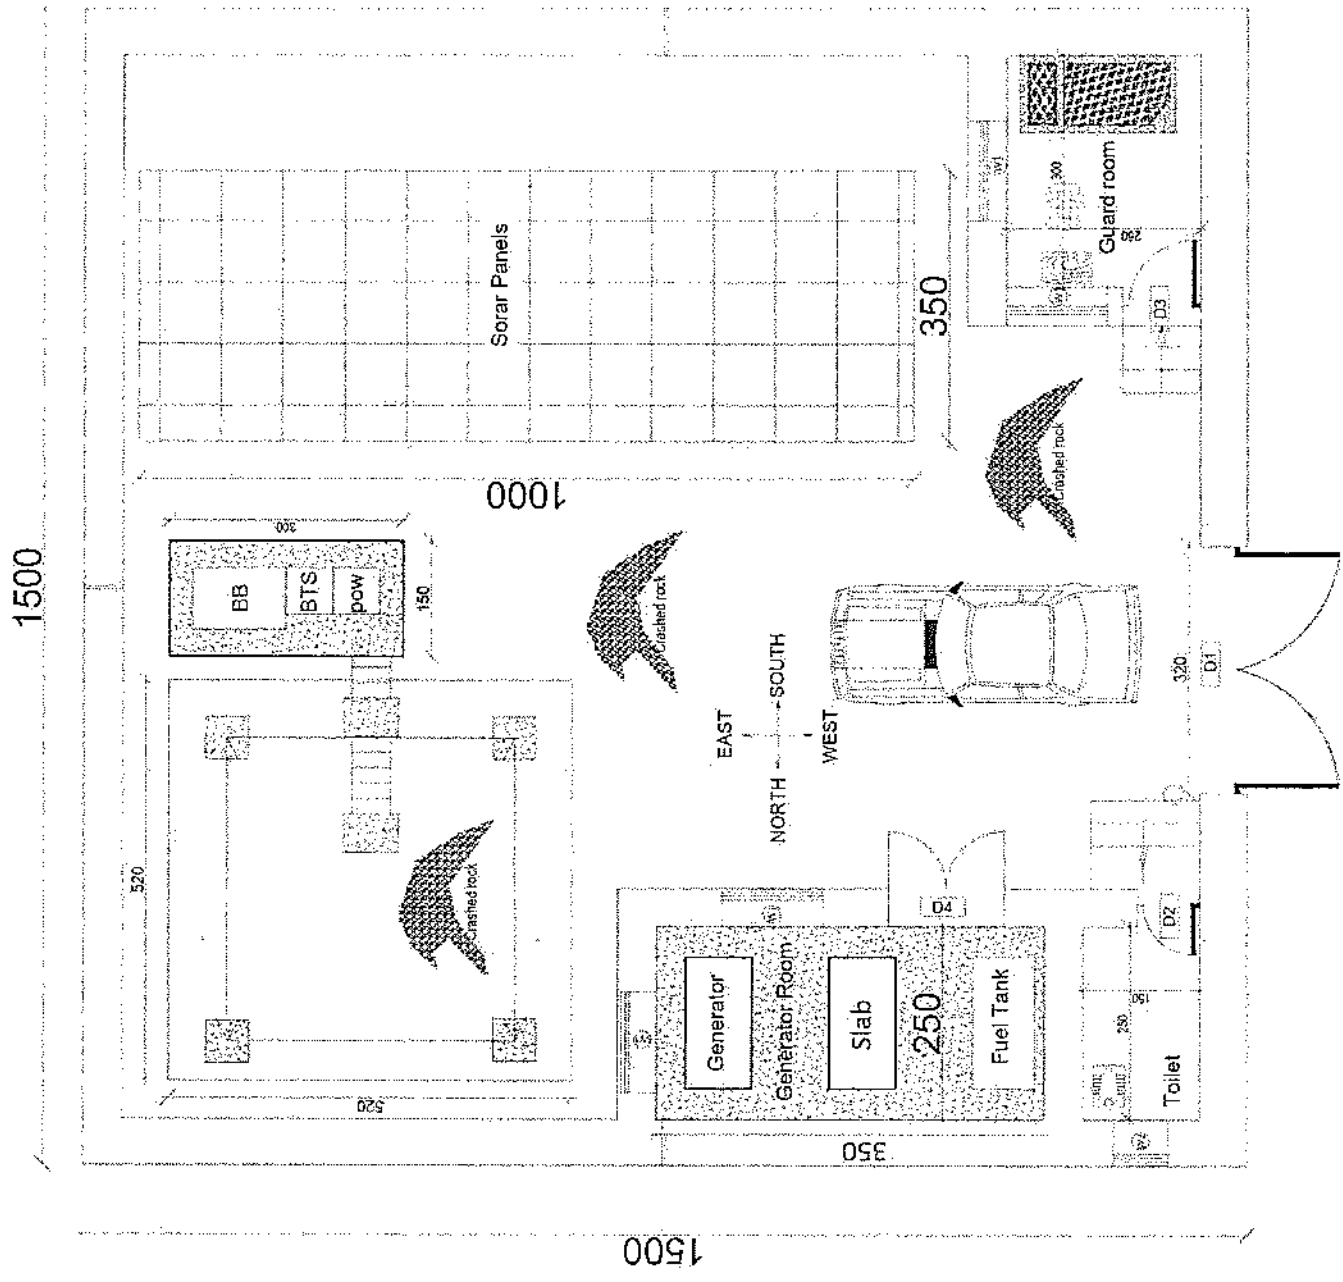 1500
1500
Sorar Panels
1000
350
W1
300
Guard room
250
W1
D3
BB
BTS
pow
300
150
520
520
Crashed rock
Crashed rock
Crashed rock
EAST
NORTH
SOUTH
WEST
320
D1
Generator
Generator Room
Slab
250
Fuel Tank
350
D2
150
250
Toilet
W2